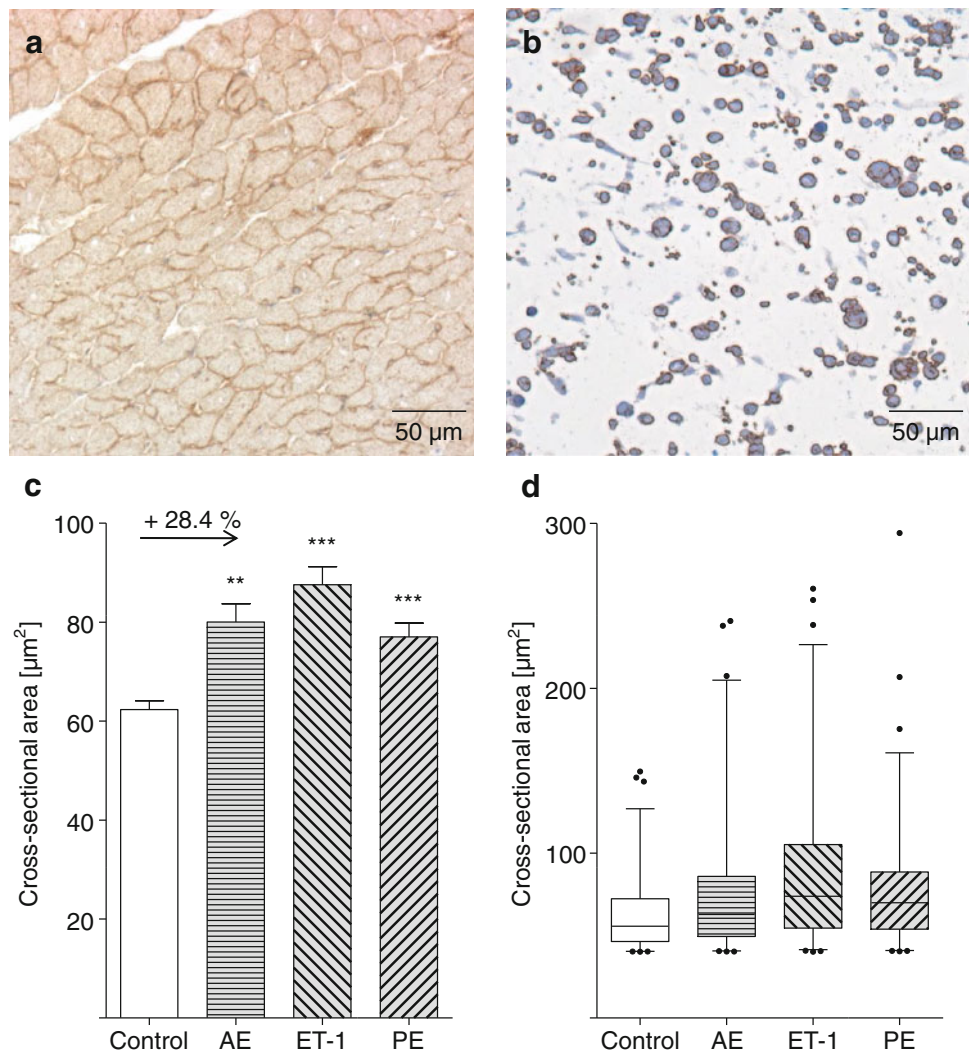 a
b
50 µm
50 µm
c
d
+ 28.4 %
**
***
***
Cross-sectional area [µm²]
100
80
60
40
20
Control AE ET-1 PE
Cross-sectional area [µm²]
300
200
100
Control AE ET-1 PE